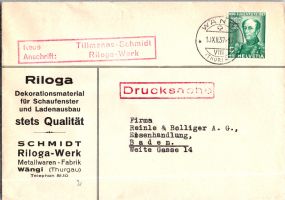 Neue Tillmanns-Schmidt
Anschrift: Riloga-Werk
WÄNGI
HELVETIA
Riloga
Dekorationsmaterial
für Schaufenster
und Ladenausbau
stets Qualität
SCHMIDT
Riloga-Werk
Metallwaren-Fabrik
Wängi (Thurgau)
Drucksache
Firma
Reinle & Bolliger A. G.,
Eisenhandlung,
Baden.
Weite Gasse 14